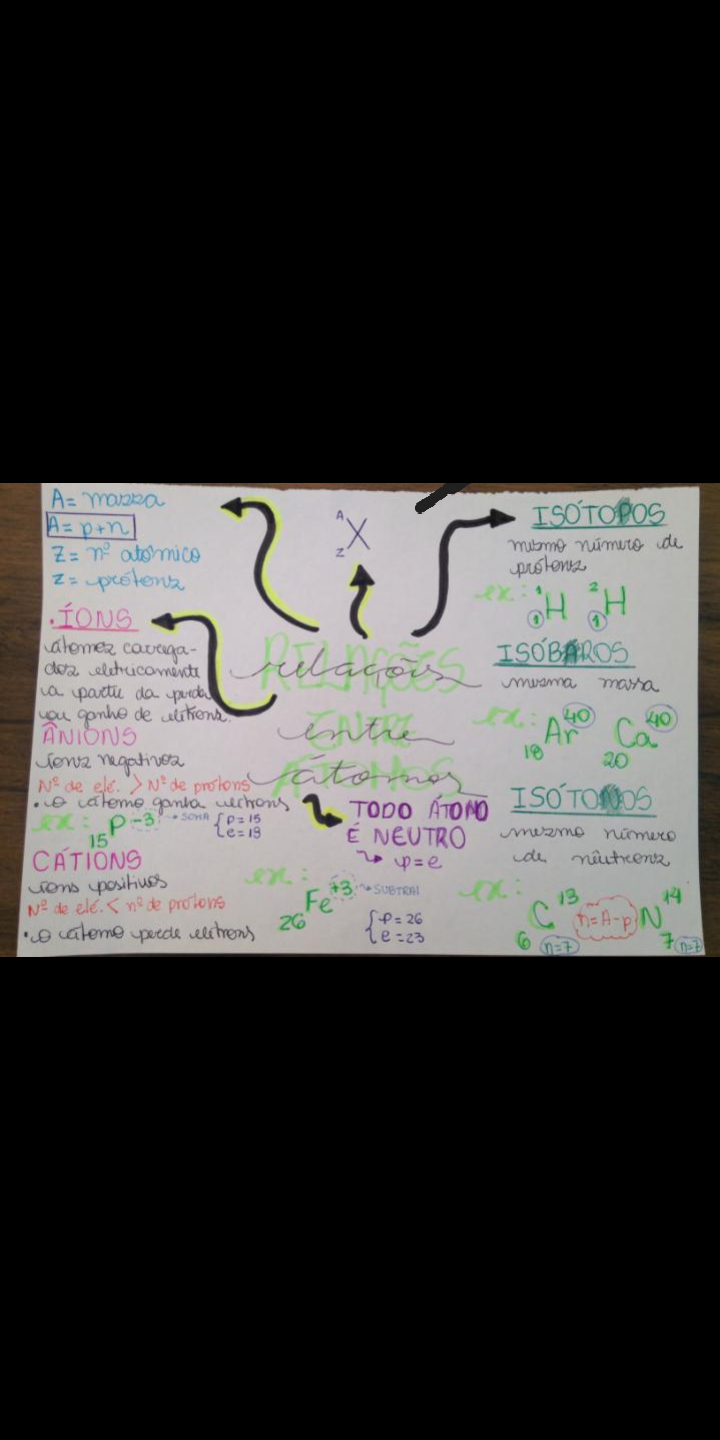 A= massa
A= p+n
Z= nº atômico
Z= prótons
A
X
Z
ISÓTOPOS
mesmo número de
prótons
ex:
1 H 1
2 H 1
ISÓBAROS
mesma massa
ex:
40
Ar
18
40
Ca
20
ISÓTONOS
mesmo número
de nêutrons
ex:
13
C
6
n=7
n=A-p
14
N
7
n=7
relações
entre
átomos
RELAÇÕES
ENTRE
ÁTOMOS
.ÍONS
átomos carrega-
dos eletricamente
a partir da perda
ou ganho de elétrons.
ÂNIONS
íons negativos
Nº de elé. > Nº de prótons
• o átomo ganha elétrons
ex: 15 P -3 → SOMA { p = 15
e = 18
CÁTIONS
íons positivos
Nº de elé. < nº de prótons
• o átomo perde elétrons
ex:
26 Fe +3 → SUBTRAI
{ p = 26
e = 23
TODO ÁTOMO
É NEUTRO
↳ p=e